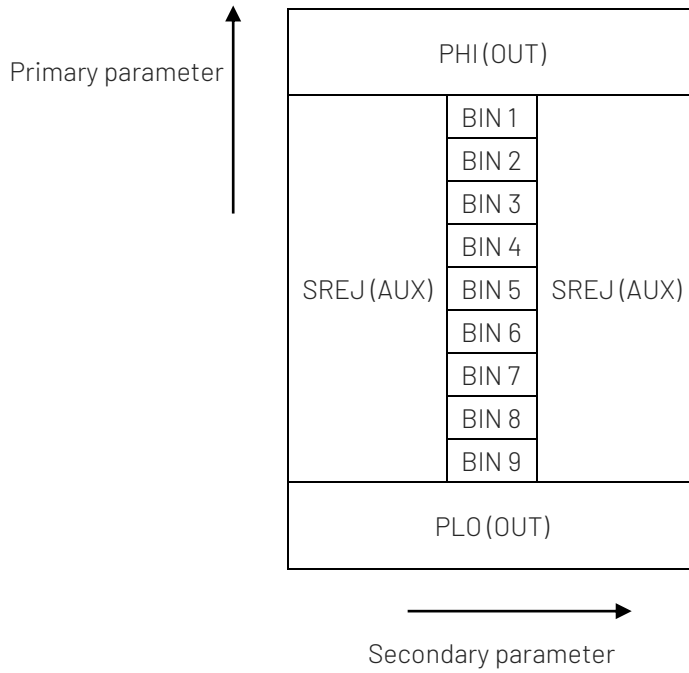 PHI (OUT)
Primary parameter
BIN 1
BIN 2
BIN 3
BIN 4
SREJ (AUX) BIN 5 SREJ (AUX)
BIN 6
BIN 7
BIN 8
BIN 9
PLO (OUT)
Secondary parameter